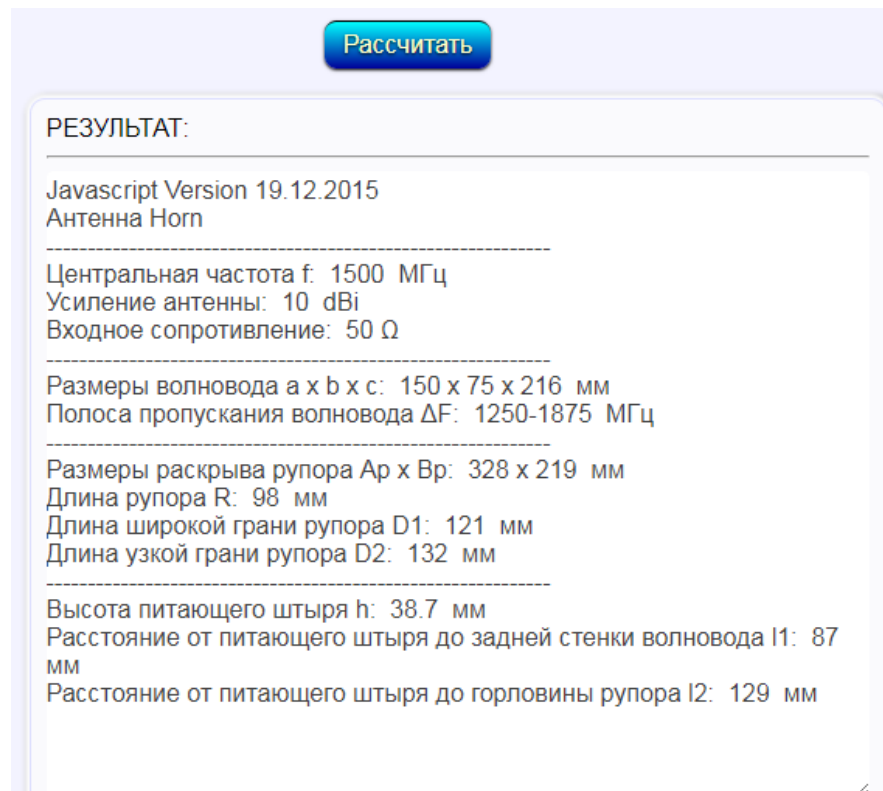 Рассчитать
РЕЗУЛЬТАТ:
Javascript Version 19.12.2015
Антенна Horn
-------------------------------------------------------------
Центральная частота f:  1500  МГц
Усиление антенны:  10  dBi
Входное сопротивление:  50 Ω
-------------------------------------------------------------
Размеры волновода a x b x c:  150 x 75 x 216  мм
Полоса пропускания волновода ΔF:  1250-1875  МГц
-------------------------------------------------------------
Размеры раскрыва рупора Ap x Bp:  328 x 219  мм
Длина рупора R:  98  мм
Длина широкой грани рупора D1:  121  мм
Длина узкой грани рупора D2:  132  мм
-------------------------------------------------------------
Высота питающего штыря h:  38.7  мм
Расстояние от питающего штыря до задней стенки волновода l1:  87
мм
Расстояние от питающего штыря до горловины рупора l2:  129  мм